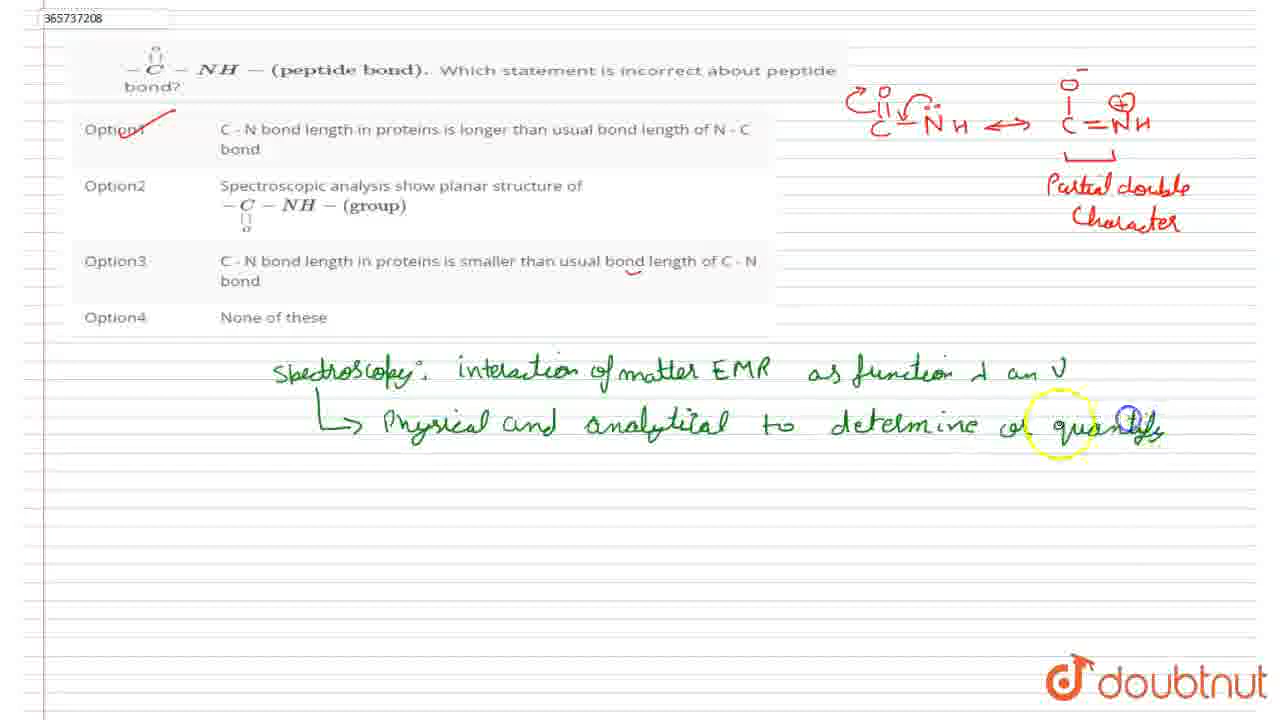 365737208
O
||
– C – NH – (peptide bond). Which statement is incorrect about peptide
bond?
Option1 C - N bond length in proteins is longer than usual bond length of N - C
bond
Option2 Spectroscopic analysis show planar structure of
– C – NH – (group)
||
O
Option3 C - N bond length in proteins is smaller than usual bond length of C - N
bond
Option4 None of these
O O⁻
|| | +
C – N̈ H ↔ C = N H
Partial double
Character
Spectroscopy: interaction of matter EMR as function λ an ν
→ Physical and analytical to determine or quantify
doubtnut